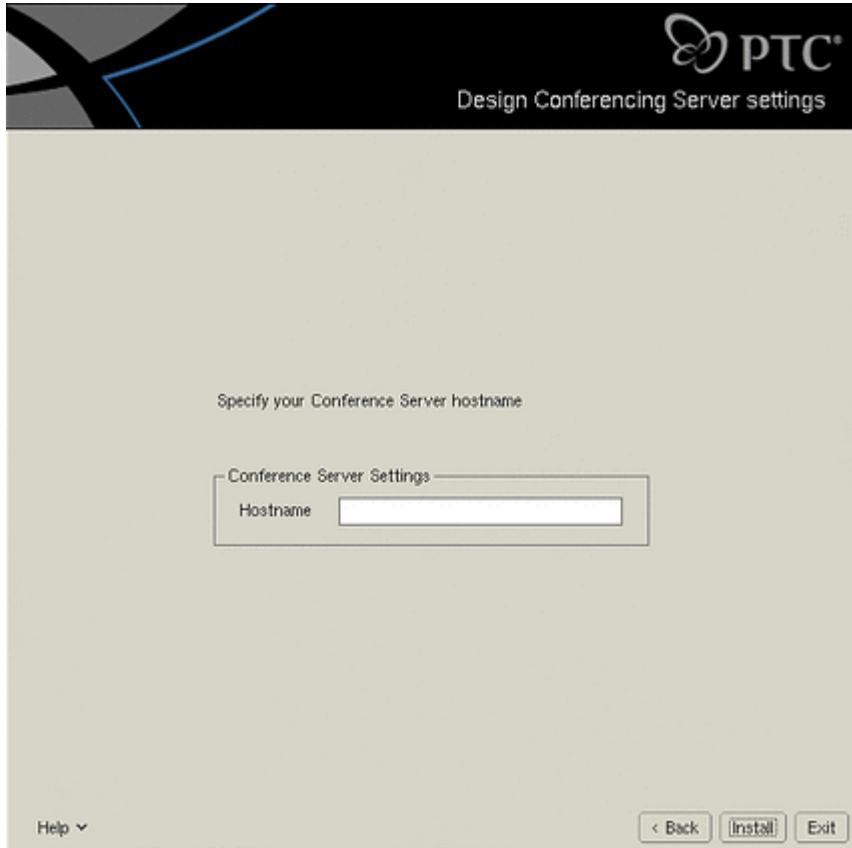 PTC®
Design Conferencing Server settings
Specify your Conference Server hostname
Conference Server Settings
Hostname
Help
< Back Install Exit